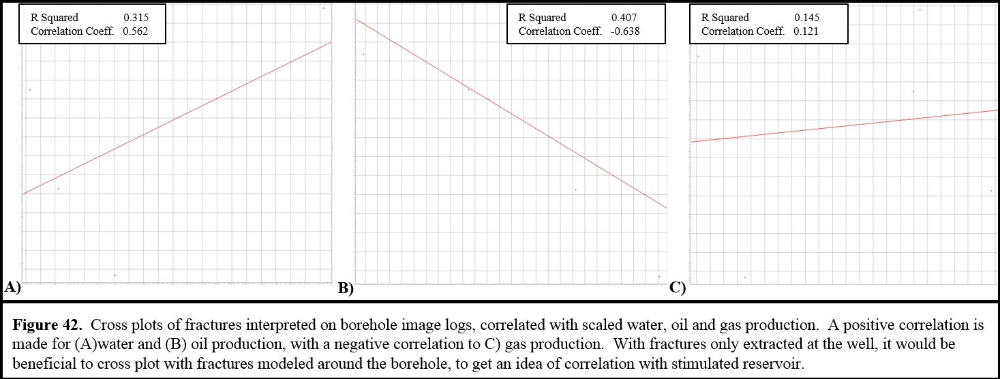 R Squared 0.315
Correlation Coeff. 0.562
R Squared 0.407
Correlation Coeff. -0.638
R Squared 0.145
Correlation Coeff. 0.121
A)
B)
C)
Figure 42. Cross plots of fractures interpreted on borehole image logs, correlated with scaled water, oil and gas production. A positive correlation is
made for (A)water and (B) oil production, with a negative correlation to C) gas production. With fractures only extracted at the well, it would be
beneficial to cross plot with fractures modeled around the borehole, to get an idea of correlation with stimulated reservoir.